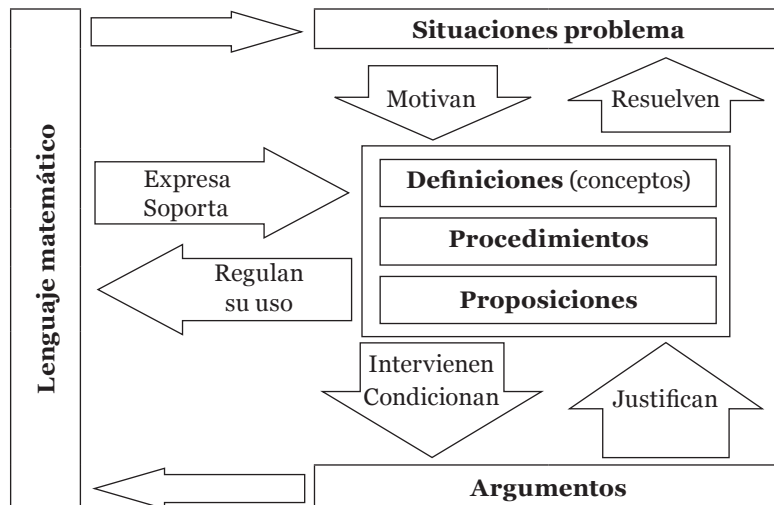 Situaciones problema
Motivan
Resuelven
Lenguaje matemático
Expresa
Soporta
Definiciones (conceptos)
Procedimientos
Regulan
su uso
Proposiciones
Intervienen
Condicionan
Justifican
Argumentos